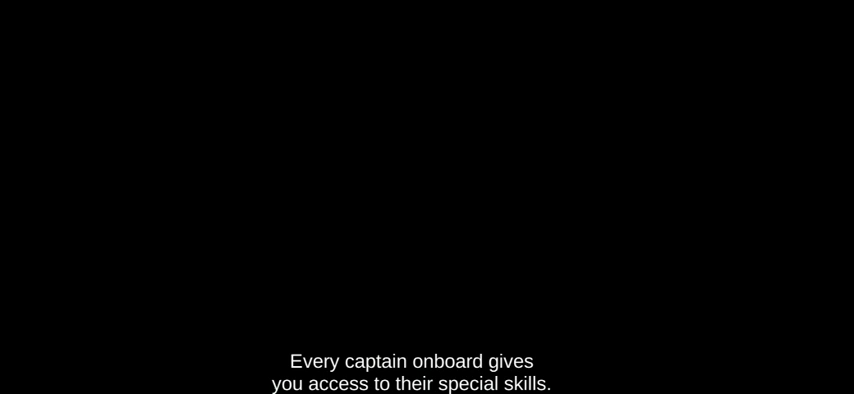 Every captain onboard gives
you access to their special skills.